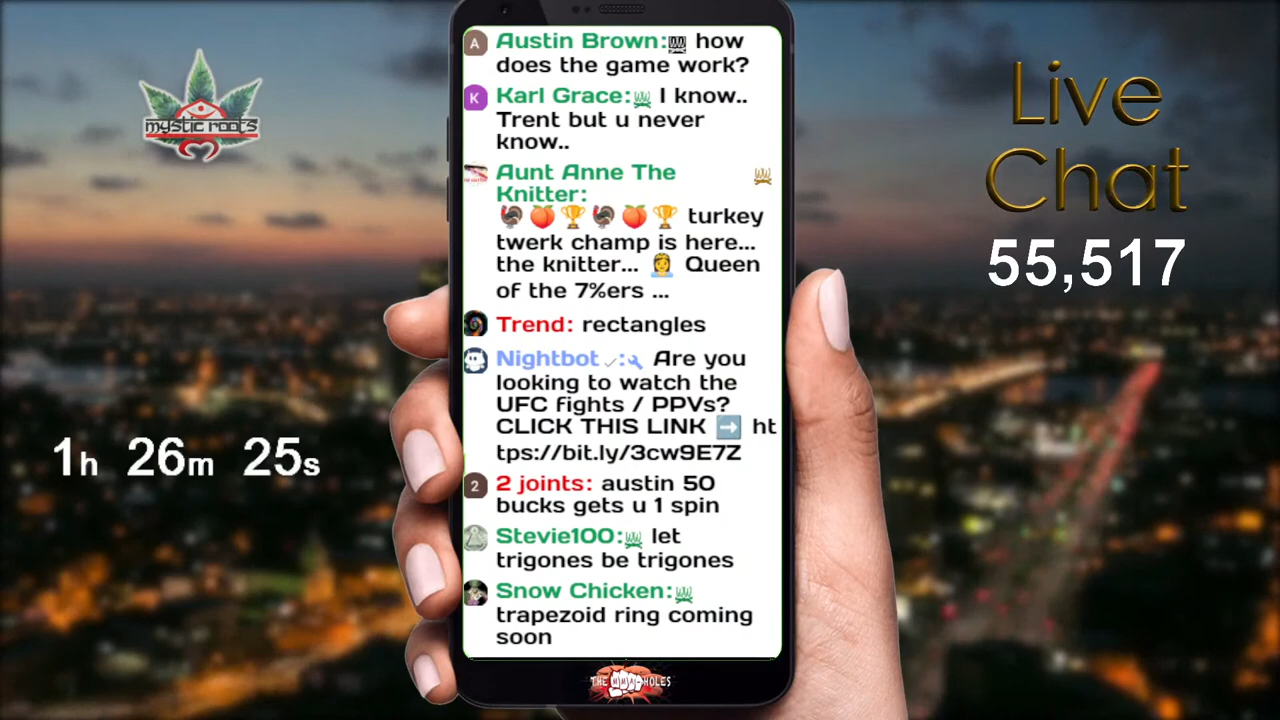 mystic roots
Live
Chat
55,517
1h 26m 25s
A Austin Brown: how
does the game work?
K Karl Grace: I know..
Trent but u never
know..
Aunt Anne The
Knitter:
🦃🍑🏆🦃🍑🏆 turkey
twerk champ is here...
the knitter... 👸 Queen
of the 7%ers ...
Trend: rectangles
Nightbot ✓:🔧 Are you
looking to watch the
UFC fights / PPVs?
CLICK THIS LINK ➡️ ht
tps://bit.ly/3cw9E7Z
2 2 joints: austin 50
bucks gets u 1 spin
Stevie100: let
trigones be trigones
Snow Chicken:
trapezoid ring coming
soon
THE MMA-HOLES